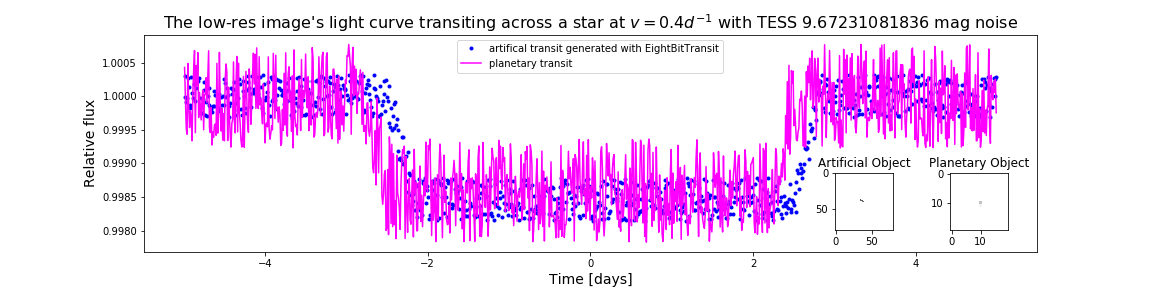 The low-res image's light curve transiting across a star at v = 0.4d⁻¹ with TESS 9.67231081836 mag noise
artifical transit generated with EightBitTransit
planetary transit
Relative flux
1.0005
1.0000
0.9995
0.9990
0.9985
0.9980
Artificial Object
0
50
0 50
Planetary Object
0
10
0 10
−4 −2 0 2 4
Time [days]